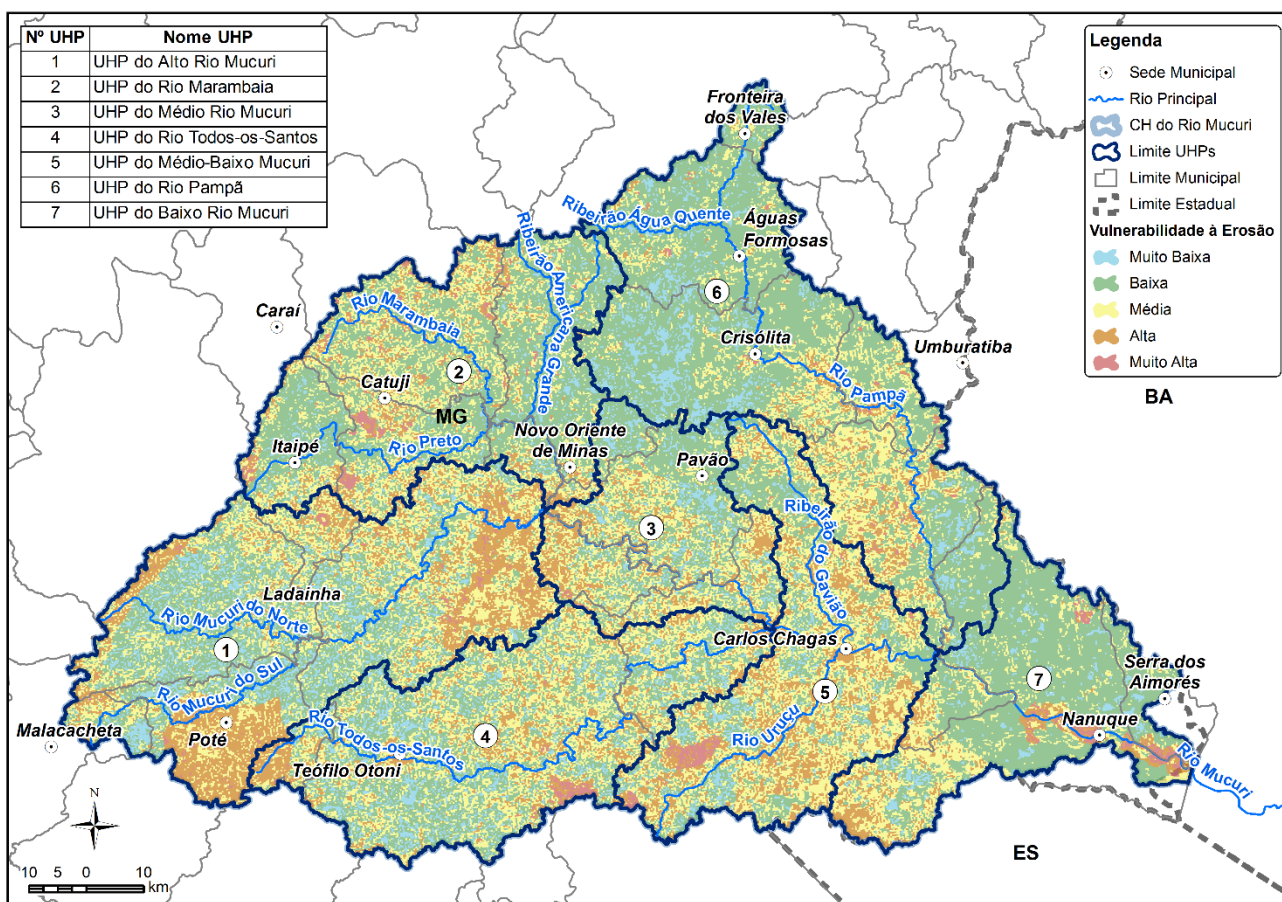 Nº UHP Nome UHP
1 UHP do Alto Rio Mucuri
2 UHP do Rio Marambaia
3 UHP do Médio Rio Mucuri
4 UHP do Rio Todos-os-Santos
5 UHP do Médio-Baixo Mucuri
6 UHP do Rio Pampã
7 UHP do Baixo Rio Mucuri
Legenda
Sede Municipal
Rio Principal
CH do Rio Mucuri
Limite UHPs
Limite Municipal
Limite Estadual
Vulnerabilidade à Erosão
Muito Baixa
Baixa
Média
Alta
Muito Alta
Fronteira
dos Vales
Ribeirão Água Quente
Águas
Formosas
Ribeirão Americana Grande
6
Caraí
Rio Marambaia
Crisólita
Umburatiba
2
Catuji
Rio Pampã
BA
MG
Novo Oriente
de Minas
Itaipé
Rio Preto
Pavão
Ribeirão do Gavião
3
Ladainha
Rio Mucuri do Norte
1
Carlos Chagas
Serra dos
Aimorés
Rio Mucuri do Sul
7
5
Malacacheta
Poté
Rio Todos-os-Santos
4
Rio Uruçu
Nanuque
Teófilo Otoni
Rio Mucuri
N
ES
10 5 0 10
km